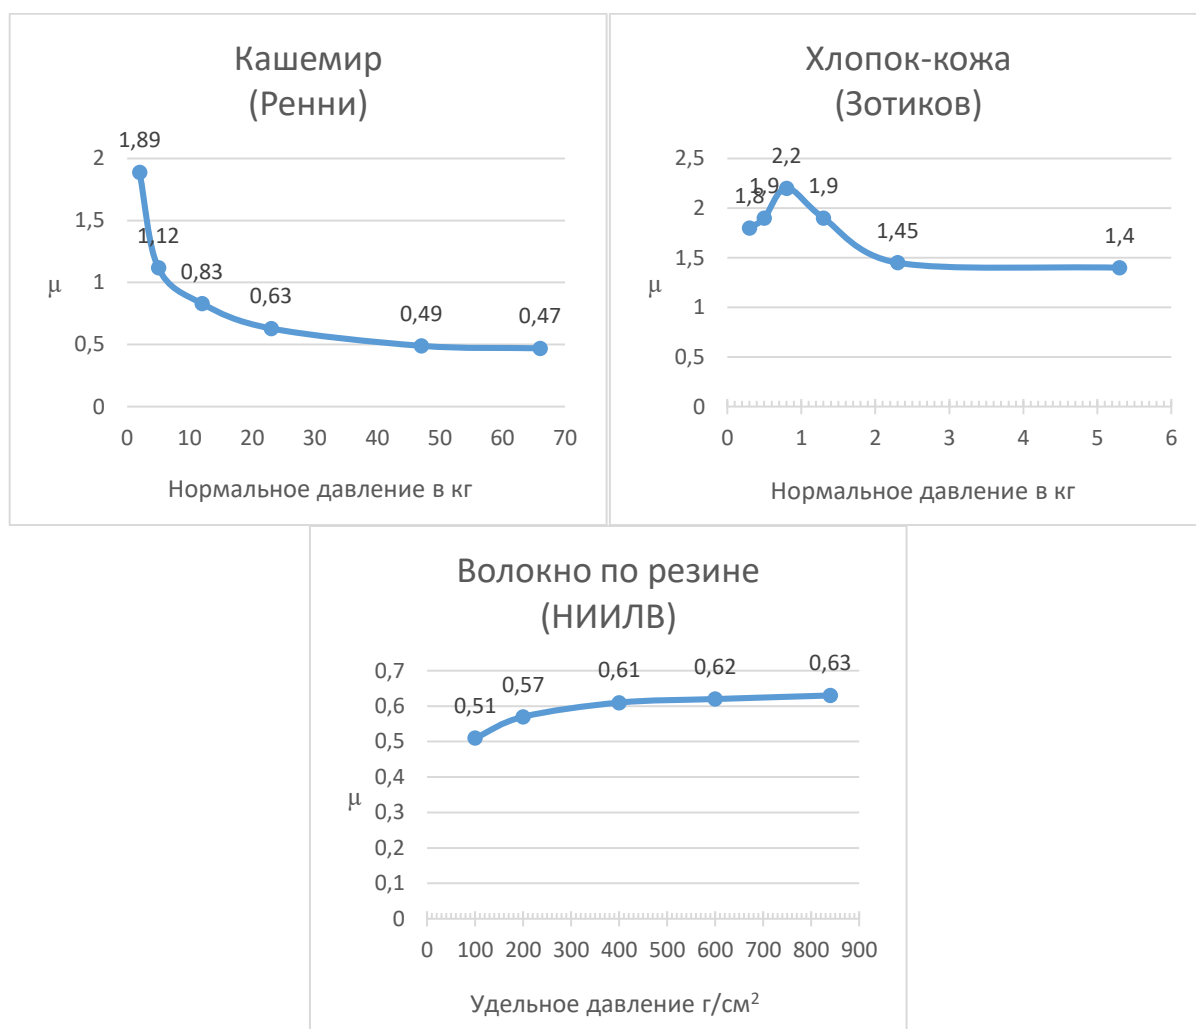 Кашемир
(Ренни)
1,89
1,12
0,83
0,63
0,49
0,47
2
1,5
1
0,5
0
μ
0 10 20 30 40 50 60 70
Нормальное давление в кг
Хлопок-кожа
(Зотиков)
1,8
1,9
2,2
1,9
1,45
1,4
2,5
2
1,5
1
0,5
0
μ
0 1 2 3 4 5 6
Нормальное давление в кг
Волокно по резине
(НИИЛВ)
0,51
0,57
0,61
0,62
0,63
0,7
0,6
0,5
0,4
0,3
0,2
0,1
0
μ
0 100 200 300 400 500 600 700 800 900
Удельное давление г/см²